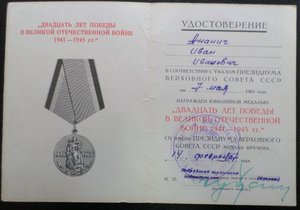 "ДВАДЦАТЬ ЛЕТ ПОБЕДЫ
В ВЕЛИКОЙ ОТЕЧЕСТВЕННОЙ ВОЙНЕ
1941—1945 гг."
УДОСТОВЕРЕНИЕ
Ананич
Иван
Иванович
В СООТВЕТСТВИИ С УКАЗОМ ПРЕЗИДИУМА
ВЕРХОВНОГО СОВЕТА СССР
от 7 мая 1965 года
НАГРАЖДЕН ЮБИЛЕЙНОЙ МЕДАЛЬЮ
"ДВАДЦАТЬ ЛЕТ ПОБЕДЫ
В ВЕЛИКОЙ ОТЕЧЕСТВЕННОЙ
ВОЙНЕ 1941—1945 гг."
ОТ ИМЕНИ ПРЕЗИДИУМА ВЕРХОВНОГО
СОВЕТА СССР МЕДАЛЬ ВРУЧЕНА
14 февраля
М. П.